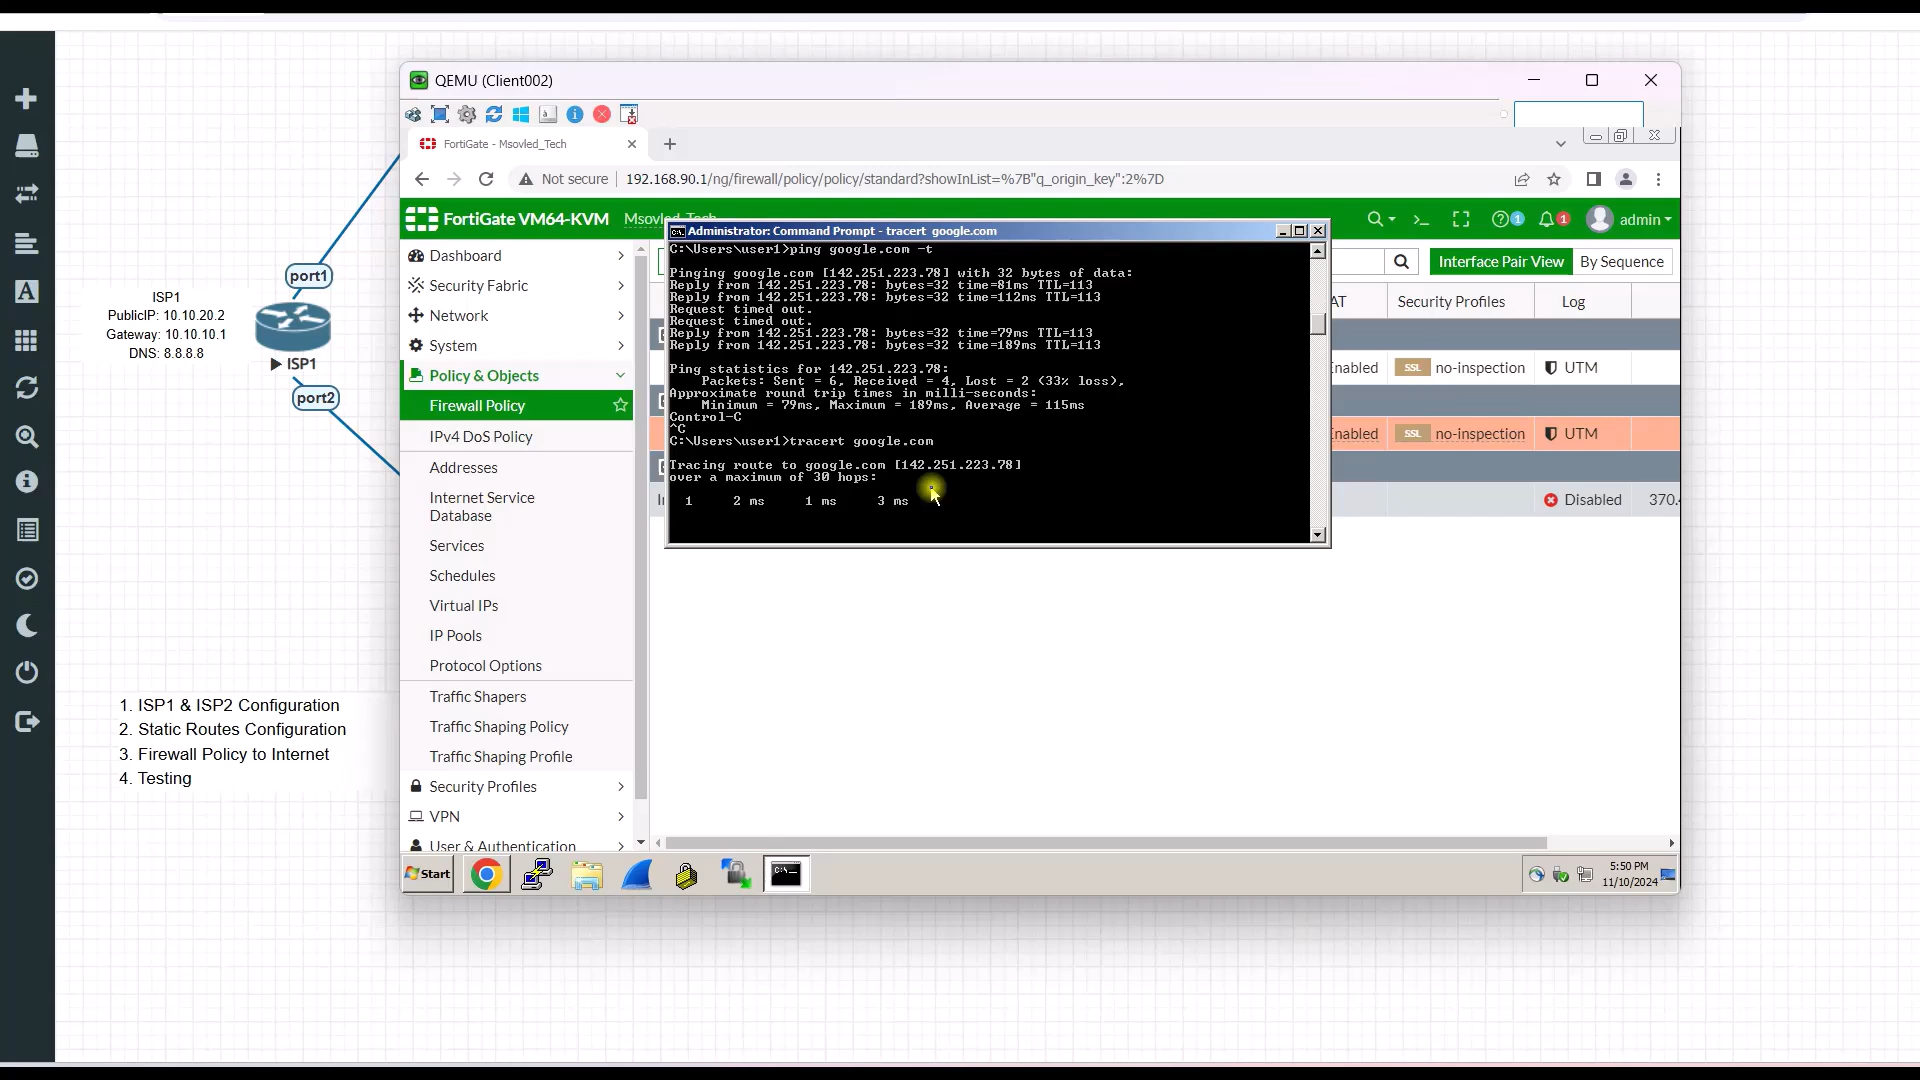 QEMU (Client002)
FortiGate - Msovled_Tech
Not secure
192.168.90.1/ng/firewall/policy/policy/standard?showInList=%7B"q_origin_key":2%7D
FortiGate VM64-KVM
Msovled_Tech
1
1
admin
Dashboard
Security Fabric
Network
System
Policy & Objects
Firewall Policy
IPv4 DoS Policy
Addresses
Internet Service
Database
Services
Schedules
Virtual IPs
IP Pools
Protocol Options
Traffic Shapers
Traffic Shaping Policy
Traffic Shaping Profile
Security Profiles
VPN
User & Authentication
Interface Pair View
By Sequence
AT
Security Profiles
Log
nabled
SSL
no-inspection
UTM
Enabled
SSL
no-inspection
UTM
In
Disabled
370.
Administrator: Command Prompt - tracert google.com
C:\Users\user1>ping google.com -t
Pinging google.com [142.251.223.78] with 32 bytes of data:
Reply from 142.251.223.78: bytes=32 time=81ms TTL=113
Reply from 142.251.223.78: bytes=32 time=112ms TTL=113
Request timed out.
Request timed out.
Reply from 142.251.223.78: bytes=32 time=79ms TTL=113
Reply from 142.251.223.78: bytes=32 time=189ms TTL=113
Ping statistics for 142.251.223.78:
Packets: Sent = 6, Received = 4, Lost = 2 (33% loss),
Approximate round trip times in milli-seconds:
Minimum = 79ms, Maximum = 189ms, Average = 115ms
Control-C
^C
C:\Users\user1>tracert google.com
Tracing route to google.com [142.251.223.78]
over a maximum of 30 hops:
1 2 ms 1 ms 3 ms
port1
ISP1
PublicIP: 10.10.20.2
Gateway: 10.10.10.1
DNS: 8.8.8.8
ISP1
port2
1. ISP1 & ISP2 Configuration
2. Static Routes Configuration
3. Firewall Policy to Internet
4. Testing
Start
5:50 PM
11/10/2024